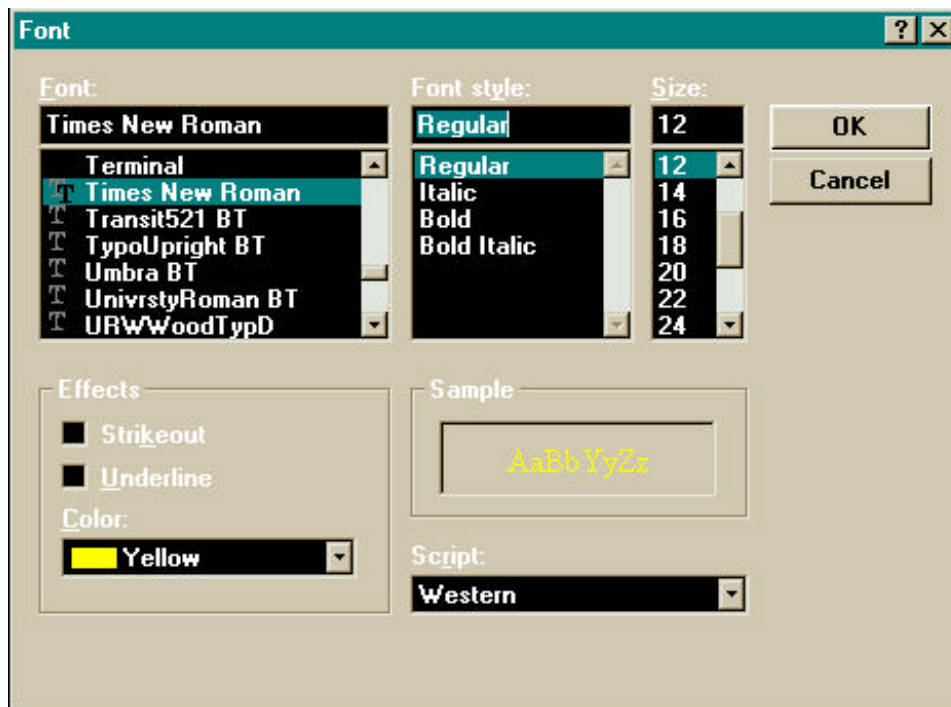 Font
Font: Font style: Size:
Times New Roman Regular 12 OK
Terminal Regular 12 Cancel
Times New Roman Italic 14
Transit521 BT Bold 16
TypoUpright BT Bold Italic 18
Umbra BT 20
UnivrstyRoman BT 22
URWWoodTypD 24
Effects Sample
Strikeout
Underline AaBbYyZz
Color:
Yellow
Script:
Western